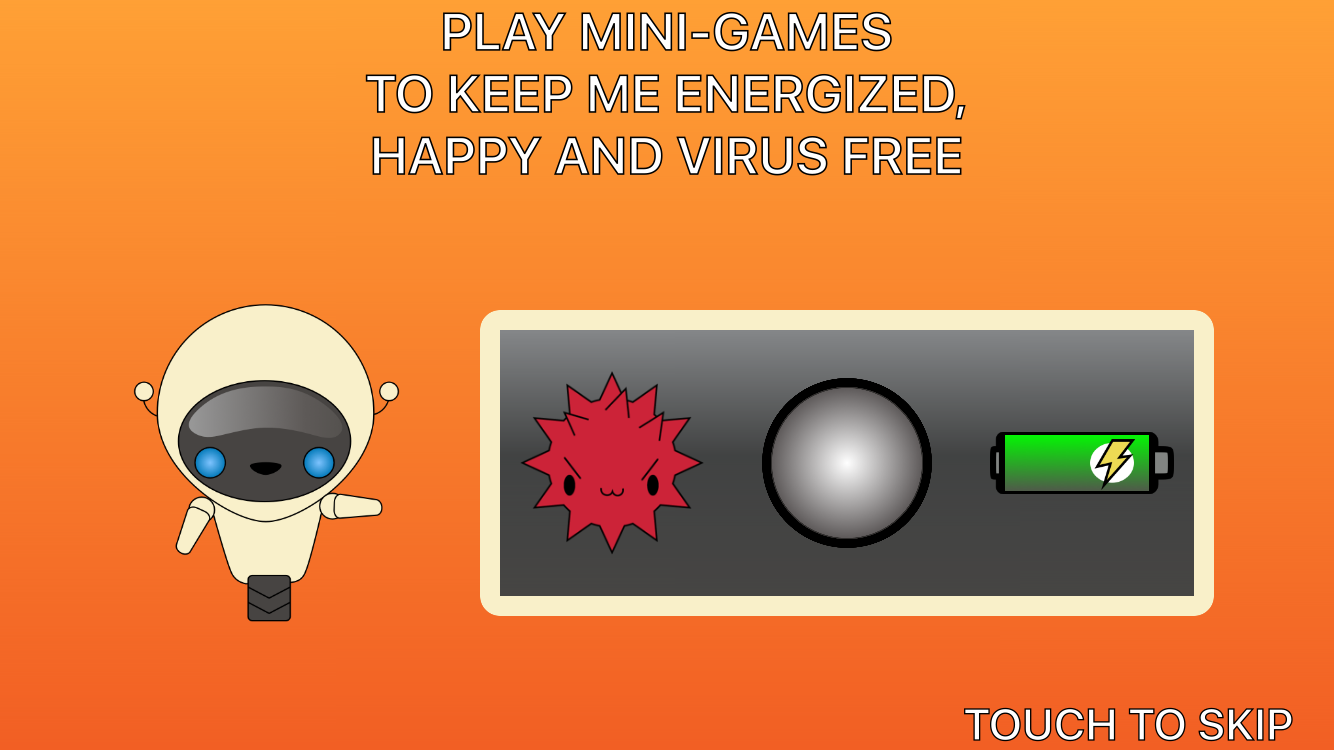 PLAY MINI-GAMES
TO KEEP ME ENERGIZED,
HAPPY AND VIRUS FREE
TOUCH TO SKIP